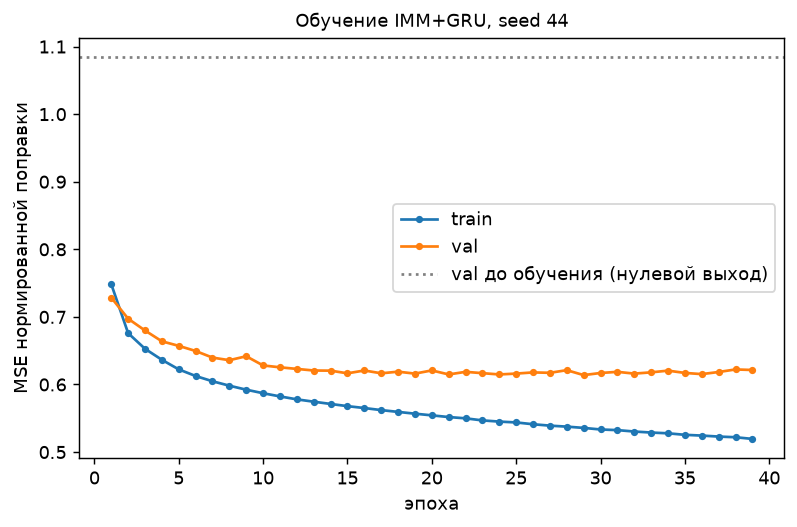 Обучение IMM+GRU, seed 44
MSE нормированной поправки
1.1
1.0
0.9
0.8
0.7
0.6
0.5
train
val
val до обучения (нулевой выход)
0 5 10 15 20 25 30 35 40
эпоха